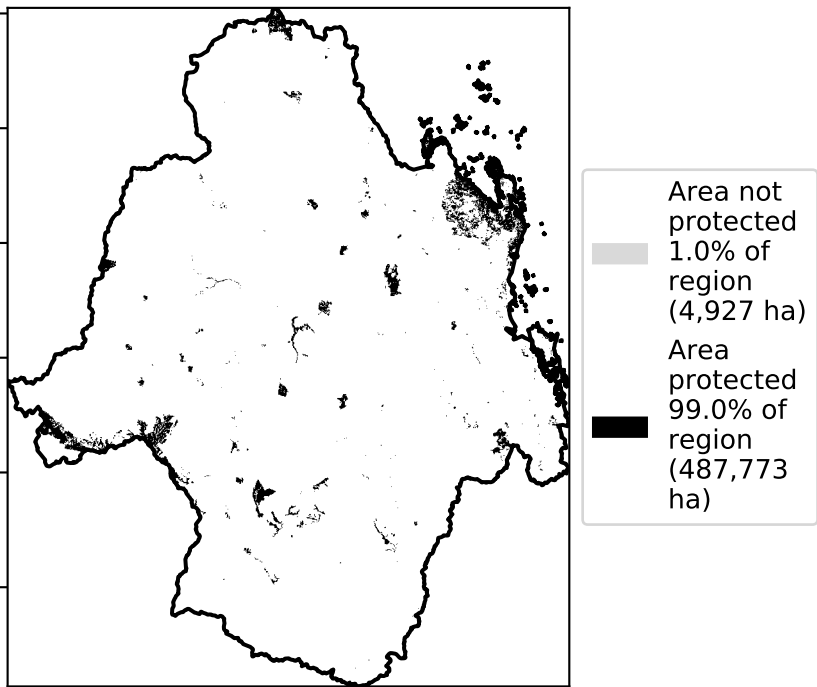 Area not
protected
1.0% of
region
(4,927 ha)
Area
protected
99.0% of
region
(487,773
ha)